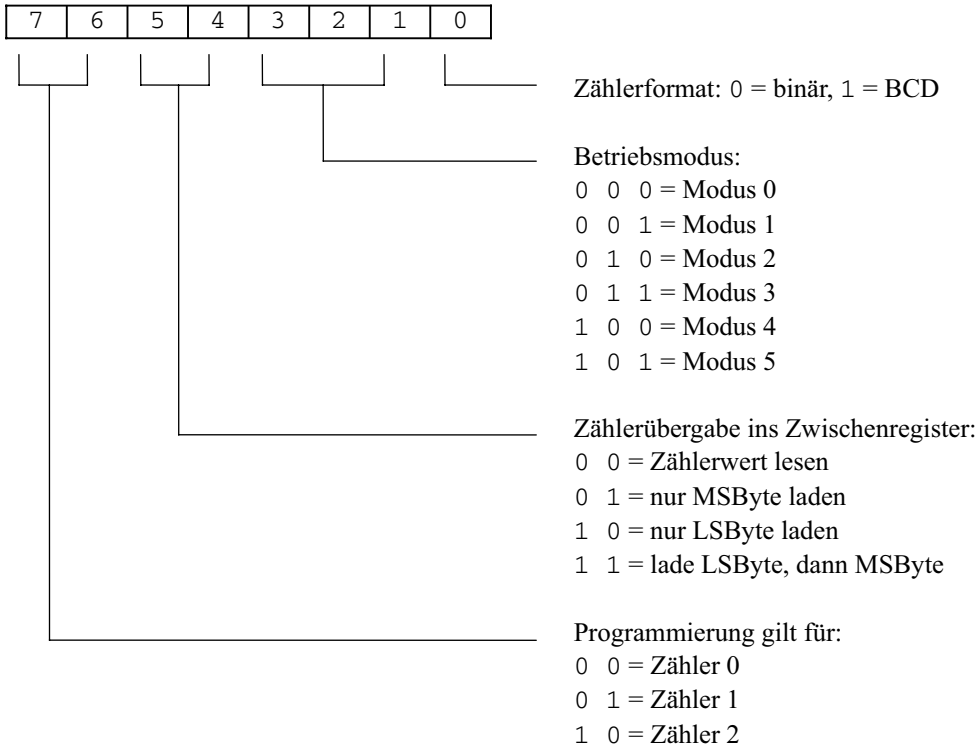 7 6 5 4 3 2 1 0
Zählerformat: 0 = binär, 1 = BCD
Betriebsmodus:
0 0 0 = Modus 0
0 0 1 = Modus 1
0 1 0 = Modus 2
0 1 1 = Modus 3
1 0 0 = Modus 4
1 0 1 = Modus 5
Zählerübergabe ins Zwischenregister:
0 0 = Zählerwert lesen
0 1 = nur MSByte laden
1 0 = nur LSByte laden
1 1 = lade LSByte, dann MSByte
Programmierung gilt für:
0 0 = Zähler 0
0 1 = Zähler 1
1 0 = Zähler 2